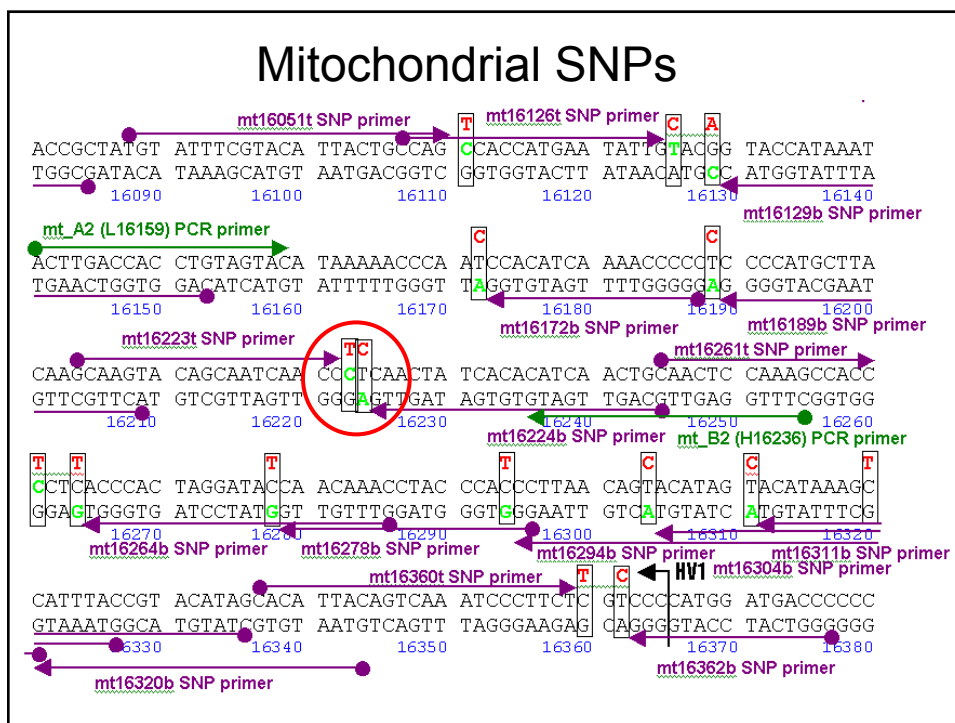 Mitochondrial SNPs
mt16051t SNP primer
T
mt16126t SNP primer
C A
ACCGCTATGT ATTTCGTACA TTACTGCCAG CCACCATGAA TATTGTACGG TACCATAAAT
TGGCGATACA TAAAGCATGT AATGACGGTC GGTGGTACTT ATAACATGCC ATGGTATTTA
16090 16100 16110 16120 16130 16140
mt16129b SNP primer
mt_A2 (L16159) PCR primer
C C
ACTTGACCAC CTGTAGTACA TAAAAACCCA ATCCACATCA AAACCCCCTC CCCATGCTTA
TGAACTGGTG GACATCATGT ATTTTTGGGT TAGGTGTAGT TTTGGGGGAG GGGTACGAAT
16150 16160 16170 16180 16190 16200
mt16172b SNP primer
mt16189b SNP primer
mt16223t SNP primer
TC
mt16261t SNP primer
CAAGCAAGTA CAGCAATCAA CCCTCAACTA TCACACATCA ACTGCAACTC CAAAGCCACC
GTTCGTTCAT GTCGTTAGTT GGGAGTTGAT AGTGTGTAGT TGACGTTGAG GTTTCGGTGG
16210 16220 16230 16240 16250 16260
mt16224b SNP primer
mt_B2 (H16236) PCR primer
T T T T C C T
CCTCACCCAC TAGGATACCA ACAAACCTAC CCACCCTTAA CAGTACATAG TACATAAAGC
GGAGTGGGTG ATCCTATGGT TGTTTGGATG GGTGGGAATT GTCATGTATC ATGTATTTCG
16270 16280 16290 16300 16310 16320
mt16264b SNP primer
mt16278b SNP primer
mt16294b SNP primer
mt16311b SNP primer
mt16304b SNP primer
mt16360t SNP primer
T C
HV1
CATTTACCGT ACATAGCACA TTACAGTCAA ATCCCTTCTC GTCCCCATGG ATGACCCCCC
GTAAATGGCA TGTATCGTGT AATGTCAGTT TAGGGAAGAG CAGGGGTACC TACTGGGGGG
16330 16340 16350 16360 16370 16380
mt16320b SNP primer
mt16362b SNP primer